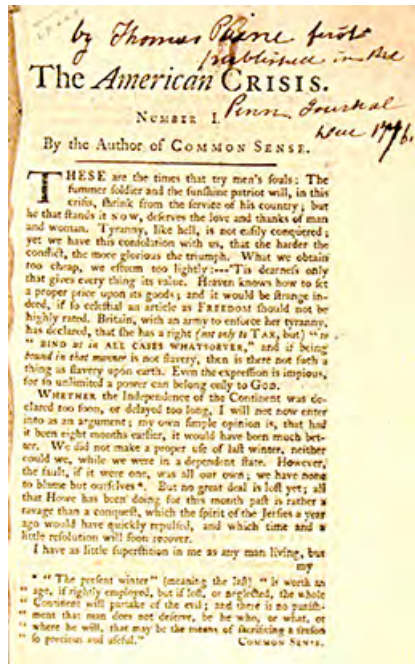 by Thomas Paine first
published in the
The American CRISIS.
Penn Journal
NUMBER I.
Dec 1776.
By the Author of COMMON SENSE.
THESE are the times that try men's souls: The
summer soldier and the sunshine patriot will, in this
crisis, shrink from the service of his country; but
he that stands it NOW, deserves the love and thanks of man
and woman. Tyranny, like hell, is not easily conquered;
yet we have this consolation with us, that the harder the
conflict, the more glorious the triumph. What we obtain
too cheap, we esteem too lightly:---'Tis dearness only
that gives every thing its value. Heaven knows how to set
a proper price upon its goods; and it would be strange in-
deed, if so celestial an article as FREEDOM should not be
highly rated. Britain, with an army to enforce her tyranny,
has declared, that she has a right (not only to TAX, but) "to
" BIND us in ALL CASES WHATSOEVER," and if being
bound in that manner is not slavery, then is there not such a
thing as slavery upon earth. Even the expression is impious,
for so unlimited a power can belong only to GOD.
WHETHER the Independence of the Continent was de-
clared too soon, or delayed too long, I will not now enter
into as an argument; my own simple opinion is, that had
it been eight months earlier, it would have been much bet-
ter. We did not make a proper use of last winter, neither
could we, while we were in a dependent state. However,
the fault, if it were one, was all our own; we have none
to blame but ourselves*. But no great deal is lost yet; all
that Howe has been doing for this month past is rather a
ravage than a conquest, which the spirit of the Jersies a year
ago would have quickly repulsed, and which time and a
little resolution will soon recover.
I have as little superstition in me as any man living, but
my
* "The present winter" (meaning the last) "is worth an
" age, if rightly employed, but if lost, or neglected, the whole
" Continent will partake of the evil; and there is no punish-
" ment that man does not deserve, be he who, or what, or
" where he will, that may be the means of sacrificing a season
" so precious and useful." COMMON SENSE.